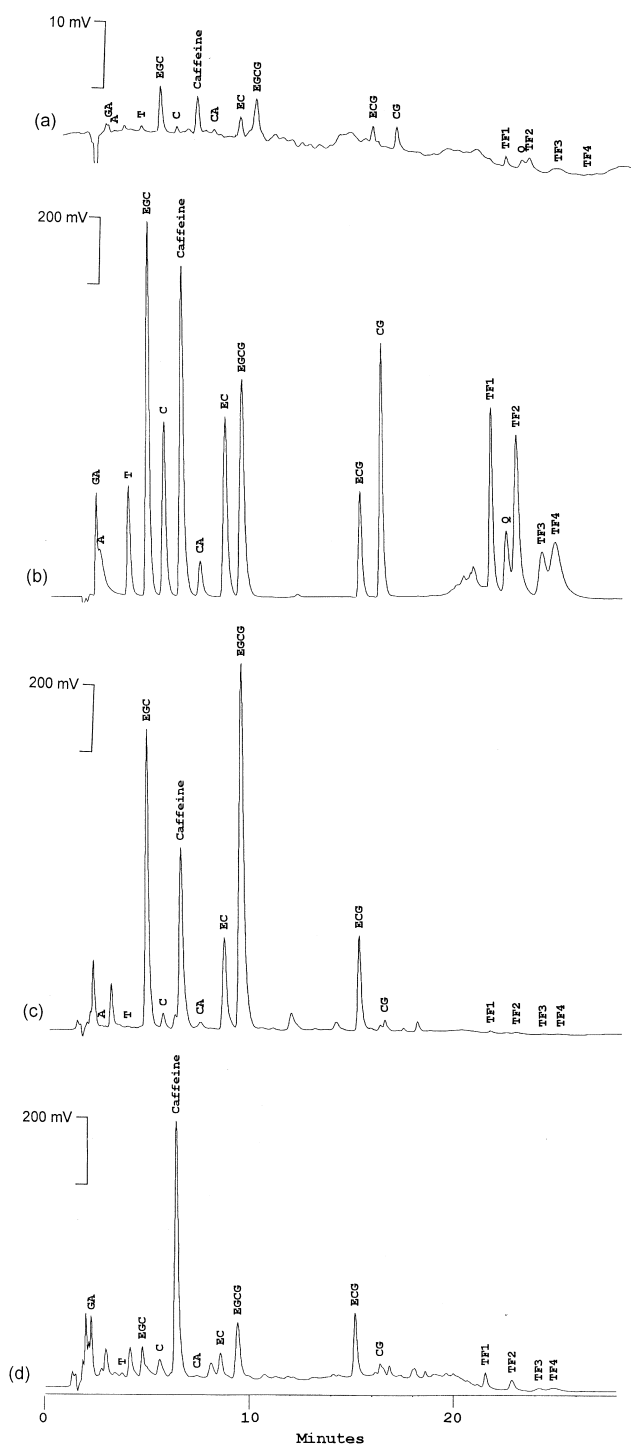 10 mV
(a)
GA
A
T
EGC
C
Caffeine
CA
EC
EGCG
ECG
CG
TF1
Q
TF2
TF3
TF4
200 mV
(b)
GA
A
T
EGC
C
Caffeine
CA
EC
EGCG
ECG
CG
TF1
Q
TF2
TF3
TF4
200 mV
(c)
A
T
EGC
C
Caffeine
CA
EC
EGCG
ECG
CG
TF1
TF2
TF3
TF4
200 mV
(d)
GA
T
EGC
C
Caffeine
CA
EC
EGCG
ECG
CG
TF1
TF2
TF3
TF4
0 10 20
Minutes